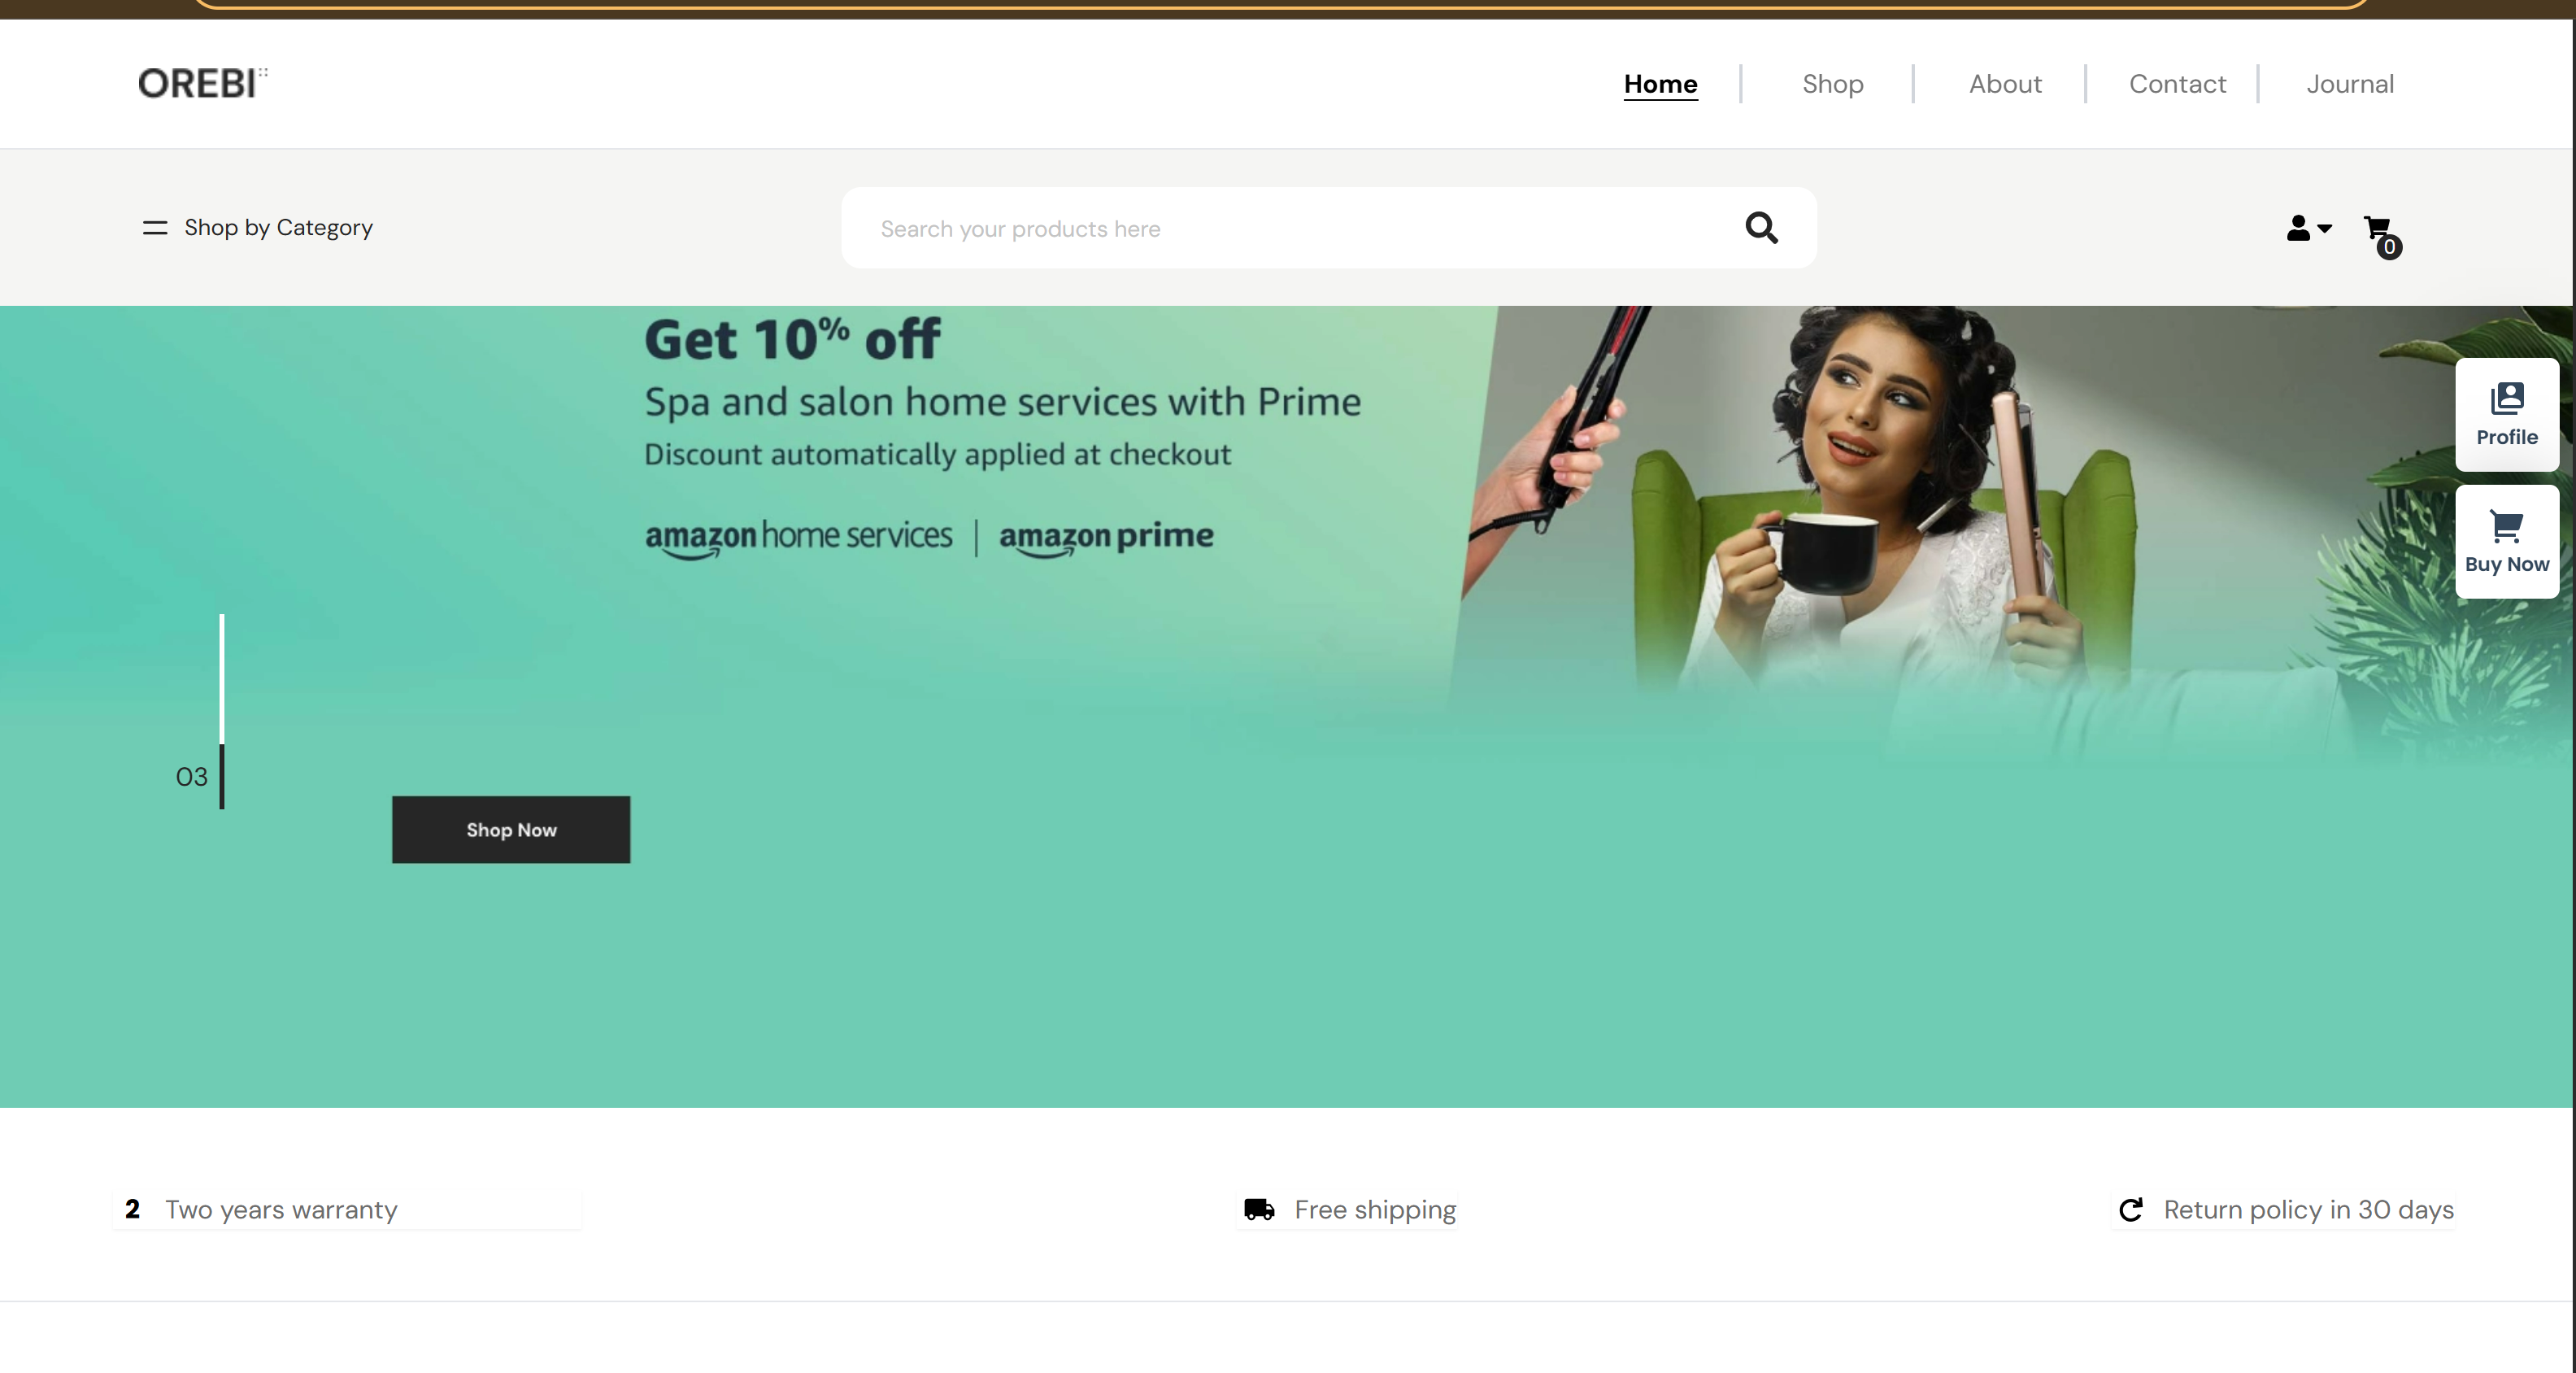 OREBI
Home
Shop
About
Contact
Journal
Shop by Category
Search your products here
0
Get 10% off
Spa and salon home services with Prime
Discount automatically applied at checkout
amazon home services | amazon prime
Profile
Buy Now
03
Shop Now
2 Two years warranty
Free shipping
Return policy in 30 days